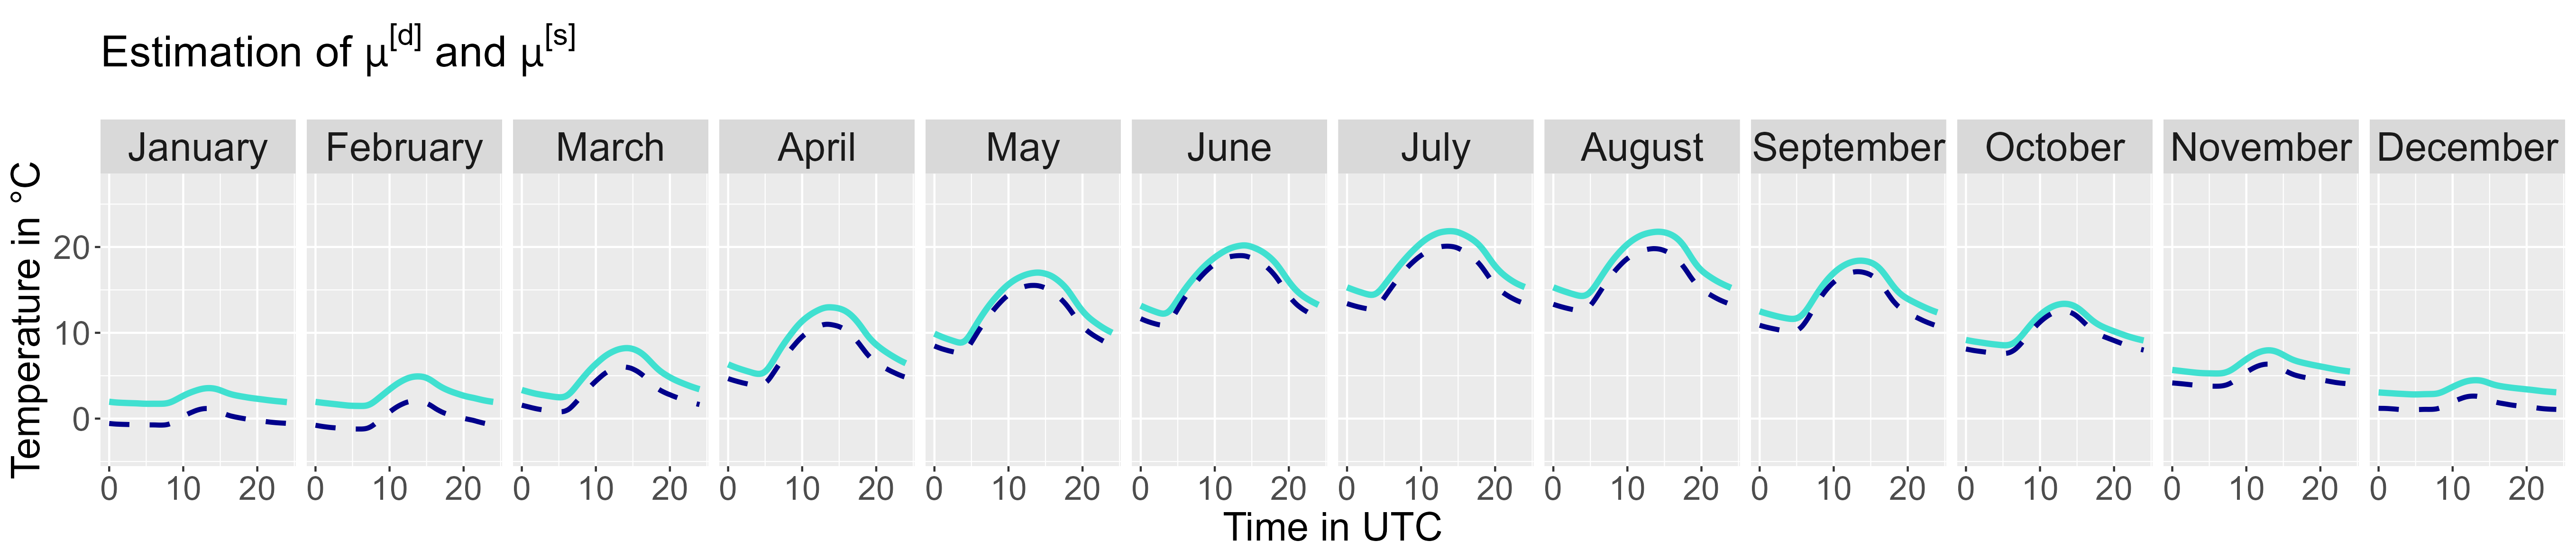 Estimation of μ[d] and μ[s]
January February March April May June July August September October November December
Temperature in °C
20
10
0
0 10 20 0 10 20 0 10 20 0 10 20 0 10 20 0 10 20 0 10 20 0 10 20 0 10 20 0 10 20 0 10 20 0 10 20
Time in UTC